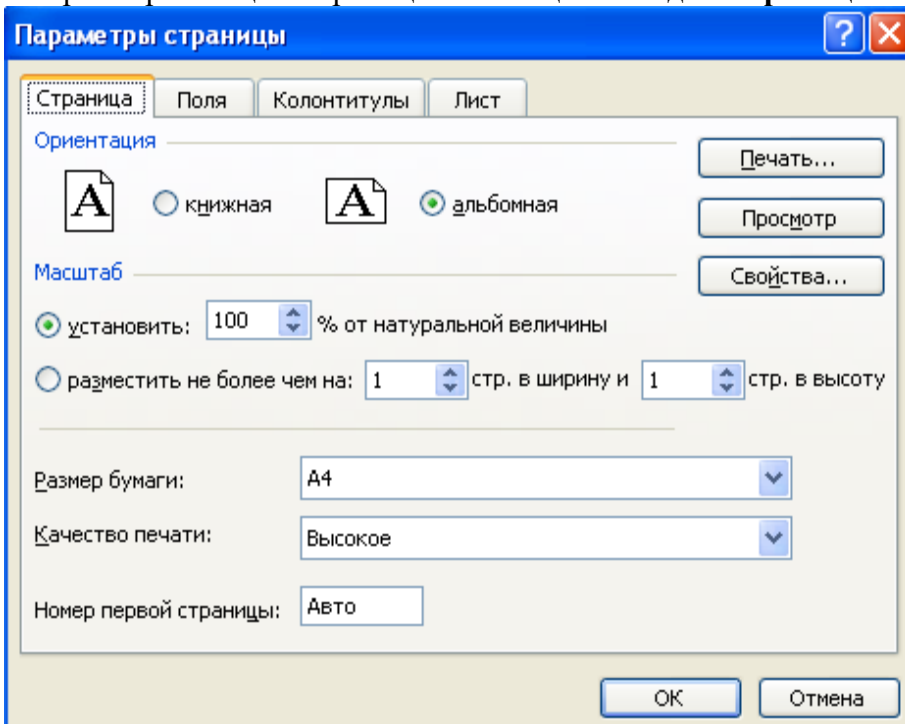 Параметры страницы
Страница Поля Колонтитулы Лист
Ориентация
A книжная A альбомная
Печать...
Просмотр
Масштаб
Свойства...
установить: 100 % от натуральной величины
разместить не более чем на: 1 стр. в ширину и 1 стр. в высоту
Размер бумаги: A4
Качество печати: Высокое
Номер первой страницы: Авто
ОК Отмена